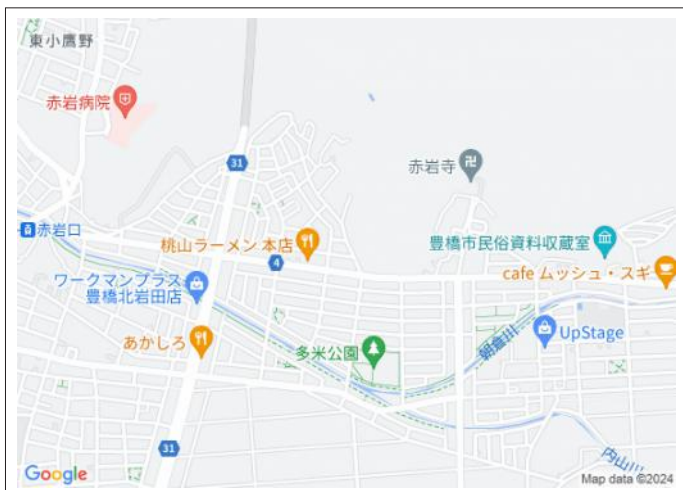 東小鷹野
赤岩病院
31
赤岩寺
赤岩口
桃山ラーメン 本店
4
豊橋市民俗資料収蔵室
cafe ムッシュ・スギ
ワークマンプラス
豊橋北岩田店
あかしろ
多米公園
朝倉川
UpStage
31
内山川
Google
Map data ©2024